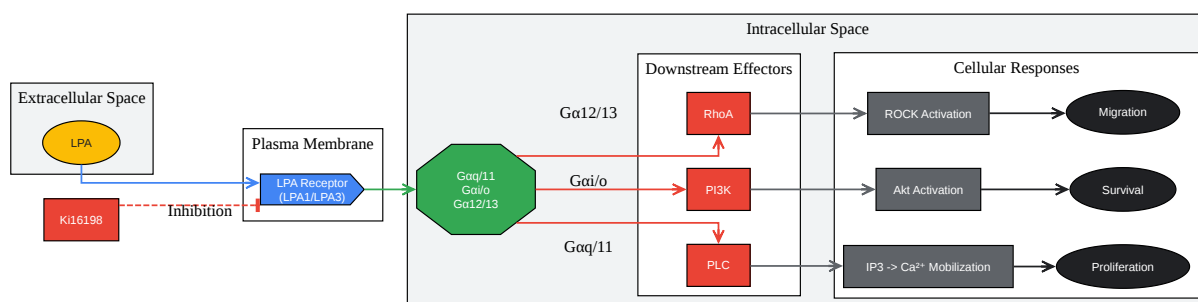 Intracellular Space
Downstream Effectors
Cellular Responses
Extracellular Space
LPA
Plasma Membrane
LPA Receptor
(LPA1/LPA3)
Ki16198
Inhibition
Gαq/11
Gαi/o
Gα12/13
Gα12/13
RhoA
ROCK Activation
Migration
Gαi/o
PI3K
Akt Activation
Survival
Gαq/11
PLC
IP3 -> Ca²⁺ Mobilization
Proliferation